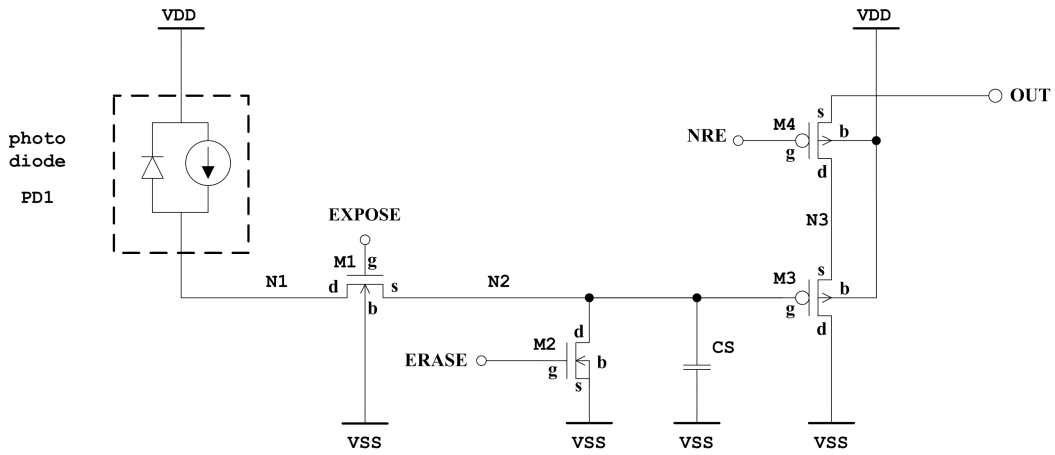 VDD
VDD
OUT
s
M4
b
NRE
g
d
photo
diode
PD1
EXPOSE
M1
g
N1
d
s
b
N2
N3
M3
s
b
g
d
M2
d
b
ERASE
g
s
CS
VSS
VSS
VSS
VSS